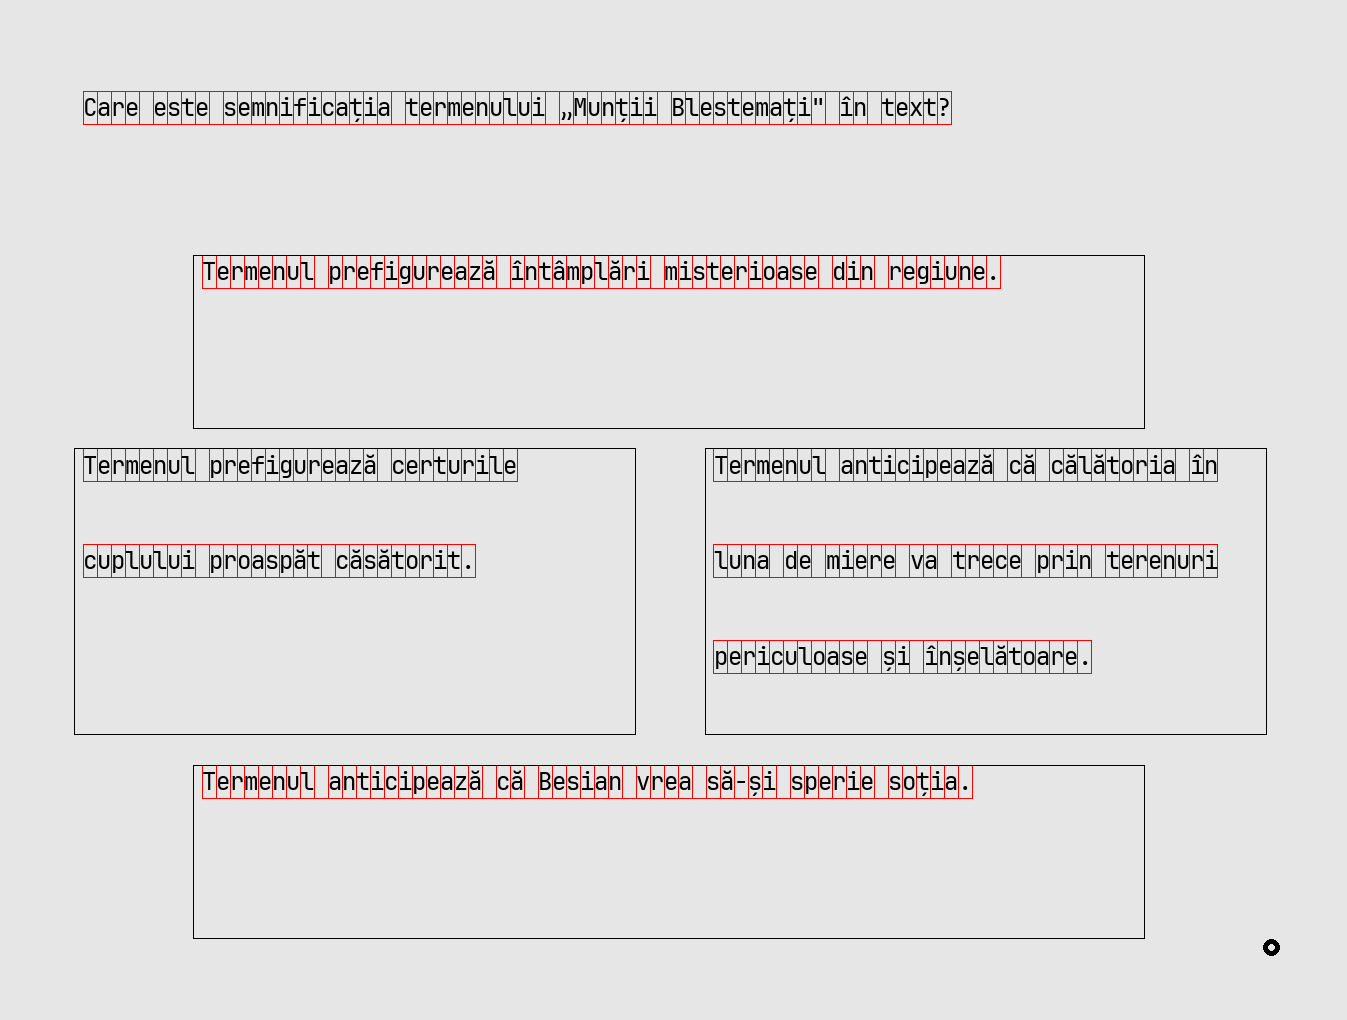 Care este semnificația termenului „Munții Blestemați" în text?
Termenul prefigurează întâmplări misterioase din regiune.
Termenul prefigurează certurile
cuplului proaspăt căsătorit.
Termenul anticipează că călătoria în
luna de miere va trece prin terenuri
periculoase și înșelătoare.
Termenul anticipează că Besian vrea să-și sperie soția.